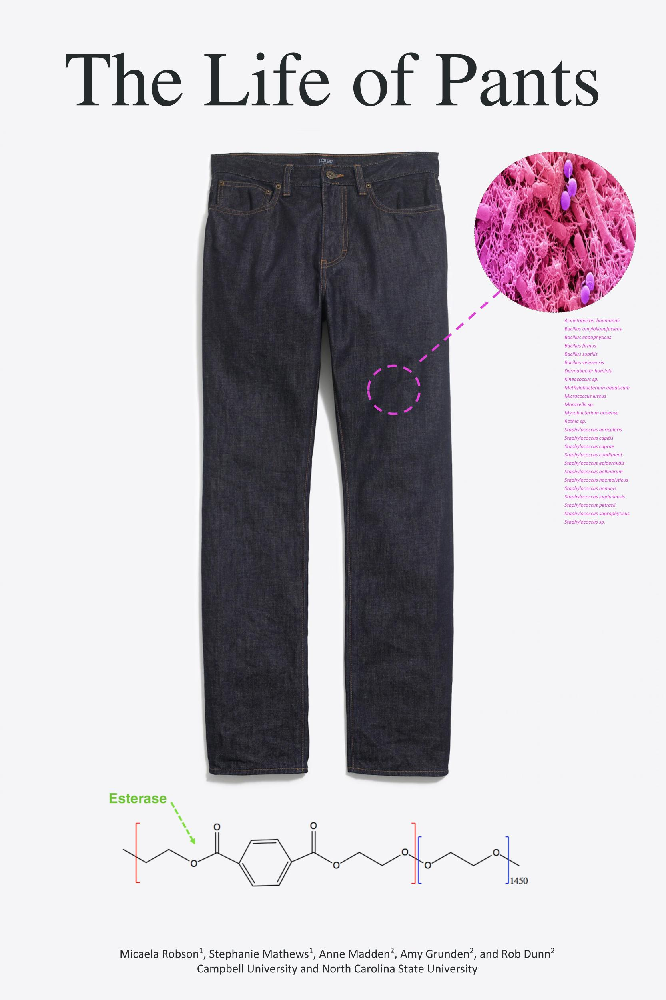 The Life of Pants
J.CREW
Acinetobacter baumannii
Bacillus amyloliquefaciens
Bacillus endophyticus
Bacillus firmus
Bacillus subtilis
Bacillus velezensis
Dermabacter hominis
Kineococcus sp.
Methylobacterium aquaticum
Micrococcus luteus
Moraxella sp.
Mycobacterium obuense
Rothia sp.
Staphylococcus auricularis
Staphylococcus capitis
Staphylococcus caprae
Staphylococcus condiment
Staphylococcus epidermidis
Staphylococcus gallinarum
Staphylococcus haemolyticus
Staphylococcus hominis
Staphylococcus lugdunensis
Staphylococcus petrasii
Staphylococcus saprophyticus
Staphylococcus sp.
Esterase
O O
O O O O O
1450
Micaela Robson¹, Stephanie Mathews¹, Anne Madden², Amy Grunden², and Rob Dunn²
Campbell University and North Carolina State University